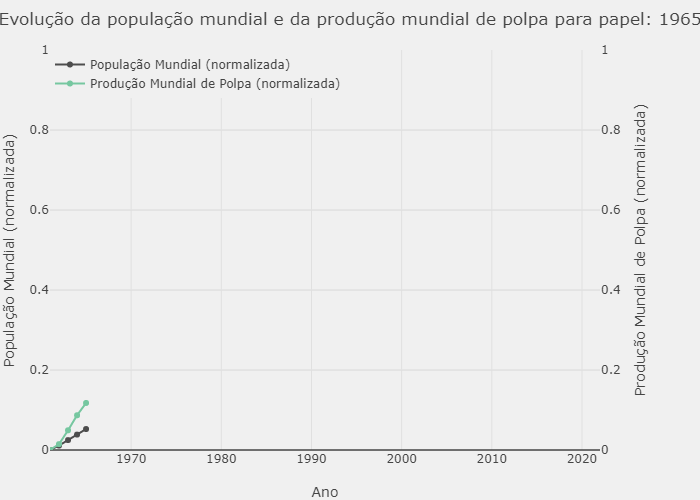 Evolução da população mundial e da produção mundial de polpa para papel: 1965
População Mundial (normalizada)
Produção Mundial de Polpa (normalizada)
1
0.8
0.6
0.4
0.2
0
1
0.8
0.6
0.4
0.2
0
População Mundial (normalizada)
Produção Mundial de Polpa (normalizada)
1970 1980 1990 2000 2010 2020
Ano